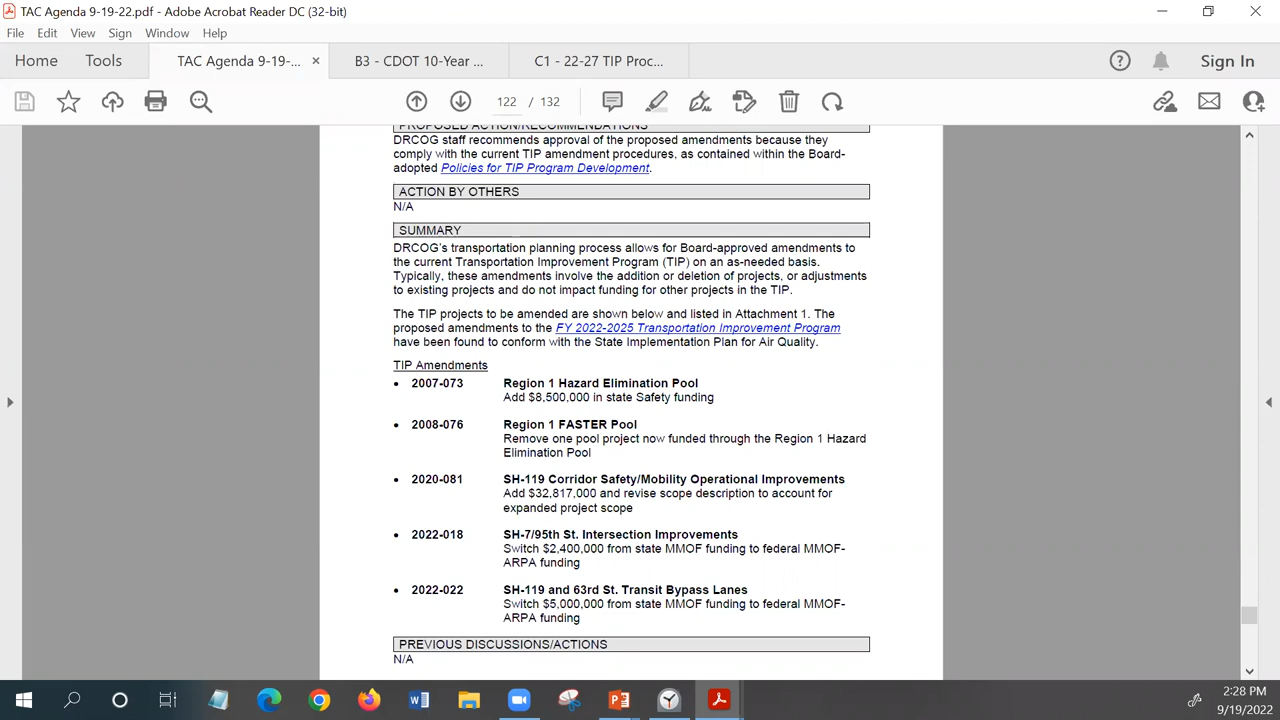 TAC Agenda 9-19-22.pdf - Adobe Acrobat Reader DC (32-bit)
File Edit View Sign Window Help
Home Tools TAC Agenda 9-19-... × B3 - CDOT 10-Year ... C1 - 22-27 TIP Proc... Sign In
122 / 132
PROPOSED ACTION/RECOMMENDATIONS
DRCOG staff recommends approval of the proposed amendments because they
comply with the current TIP amendment procedures, as contained within the Board-
adopted Policies for TIP Program Development.
ACTION BY OTHERS
N/A
SUMMARY
DRCOG's transportation planning process allows for Board-approved amendments to
the current Transportation Improvement Program (TIP) on an as-needed basis.
Typically, these amendments involve the addition or deletion of projects, or adjustments
to existing projects and do not impact funding for other projects in the TIP.
The TIP projects to be amended are shown below and listed in Attachment 1. The
proposed amendments to the FY 2022-2025 Transportation Improvement Program
have been found to conform with the State Implementation Plan for Air Quality.
TIP Amendments
• 2007-073 Region 1 Hazard Elimination Pool
Add $8,500,000 in state Safety funding
• 2008-076 Region 1 FASTER Pool
Remove one pool project now funded through the Region 1 Hazard
Elimination Pool
• 2020-081 SH-119 Corridor Safety/Mobility Operational Improvements
Add $32,817,000 and revise scope description to account for
expanded project scope
• 2022-018 SH-7/95th St. Intersection Improvements
Switch $2,400,000 from state MMOF funding to federal MMOF-
ARPA funding
• 2022-022 SH-119 and 63rd St. Transit Bypass Lanes
Switch $5,000,000 from state MMOF funding to federal MMOF-
ARPA funding
PREVIOUS DISCUSSIONS/ACTIONS
N/A
2:28 PM
9/19/2022